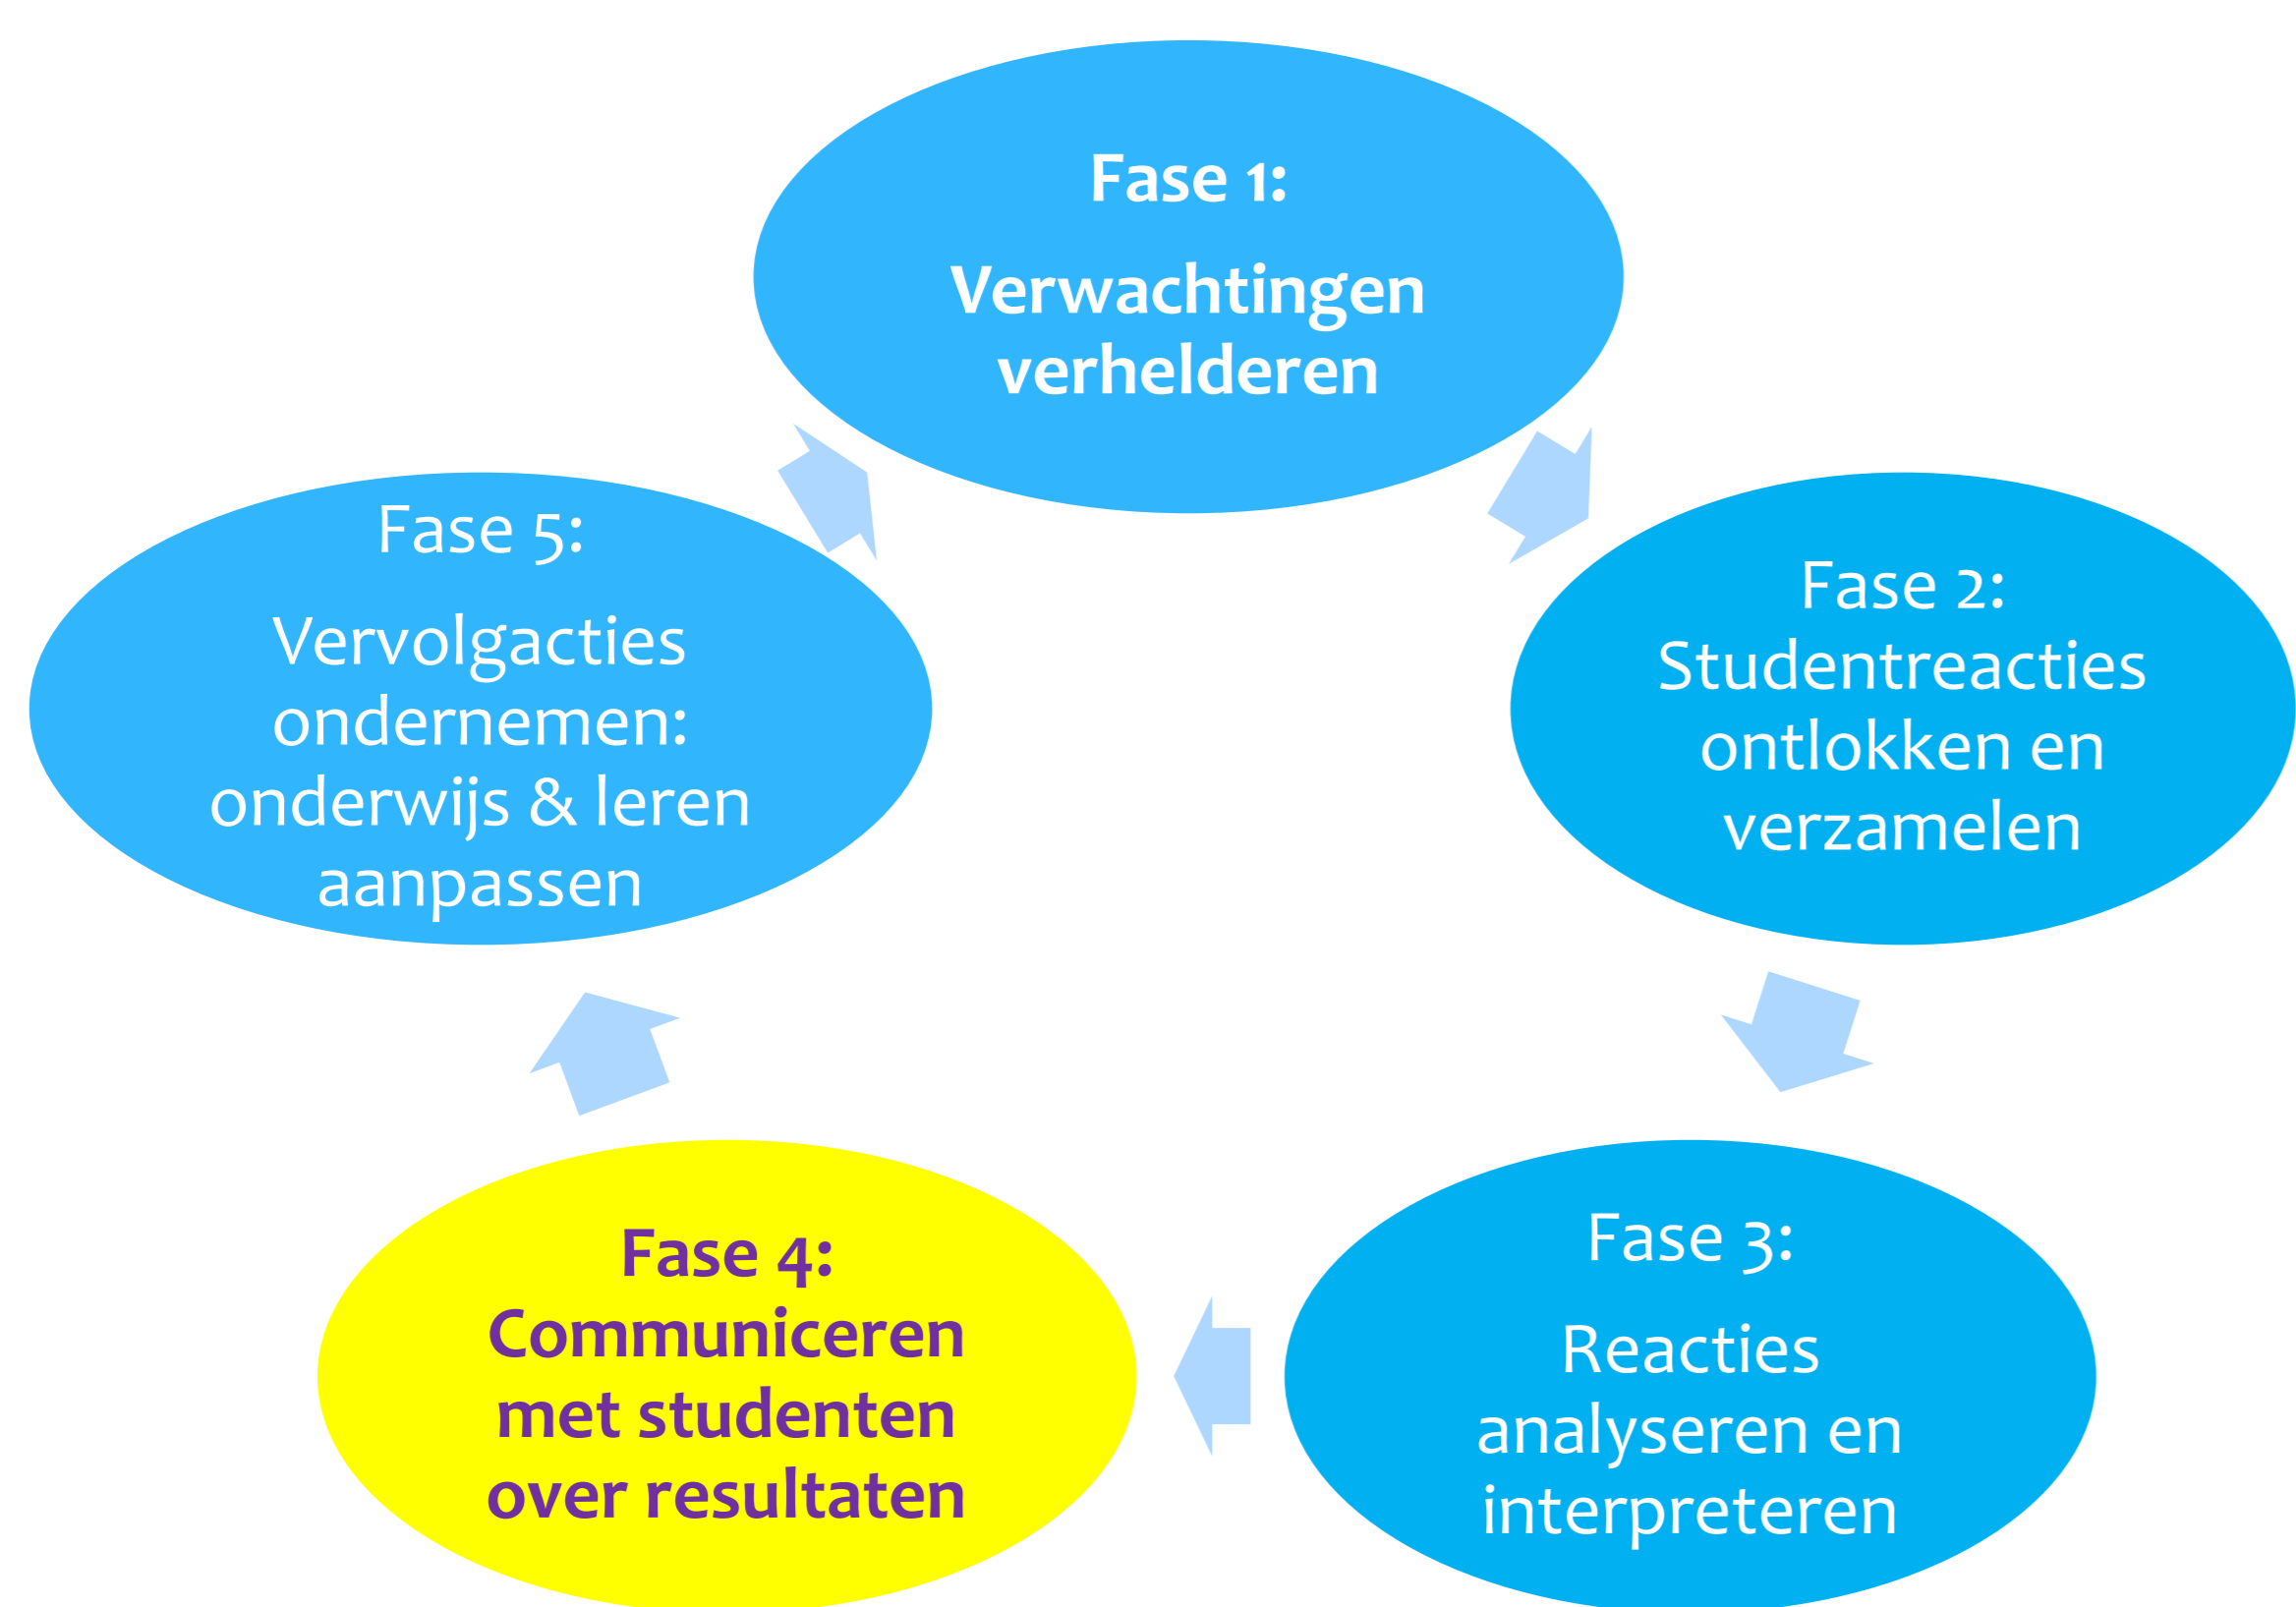 Fase 1:
Verwachtingen
verhelderen
Fase 2:
Studentreacties
ontlokken en
verzamelen
Fase 3:
Reacties
analyseren en
interpreteren
Fase 4:
Communiceren
met studenten
over resultaten
Fase 5:
Vervolgacties
ondernemen:
onderwijs & leren
aanpassen